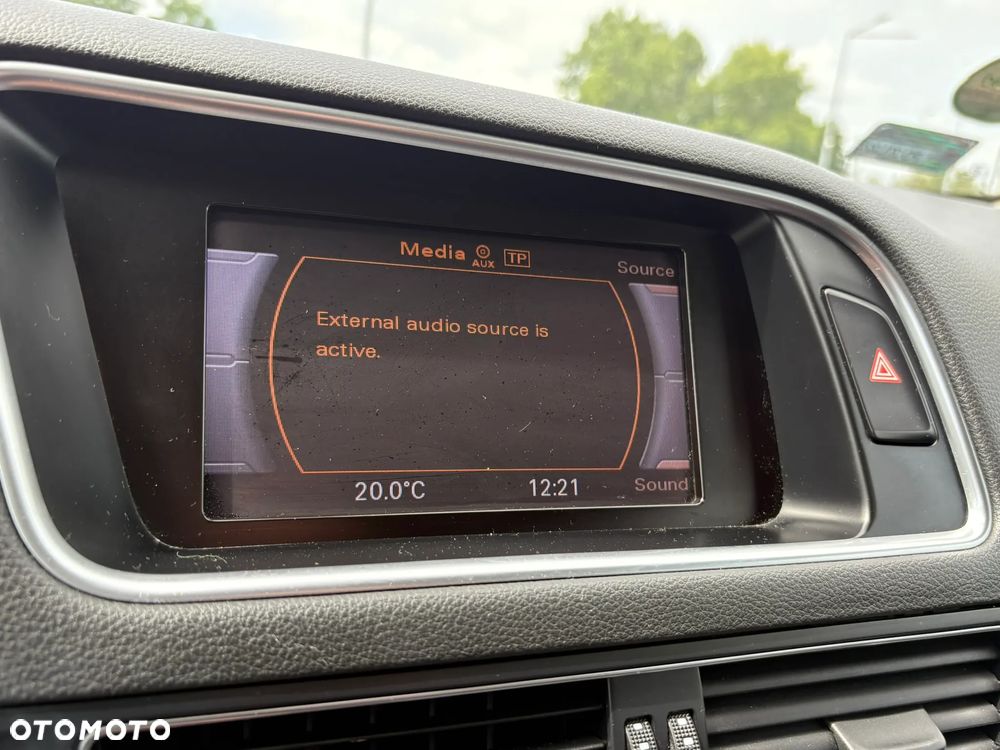 Media AUX TP
Source
External audio source is
active.
20.0°C 12:21
Sound
OTOMOTO